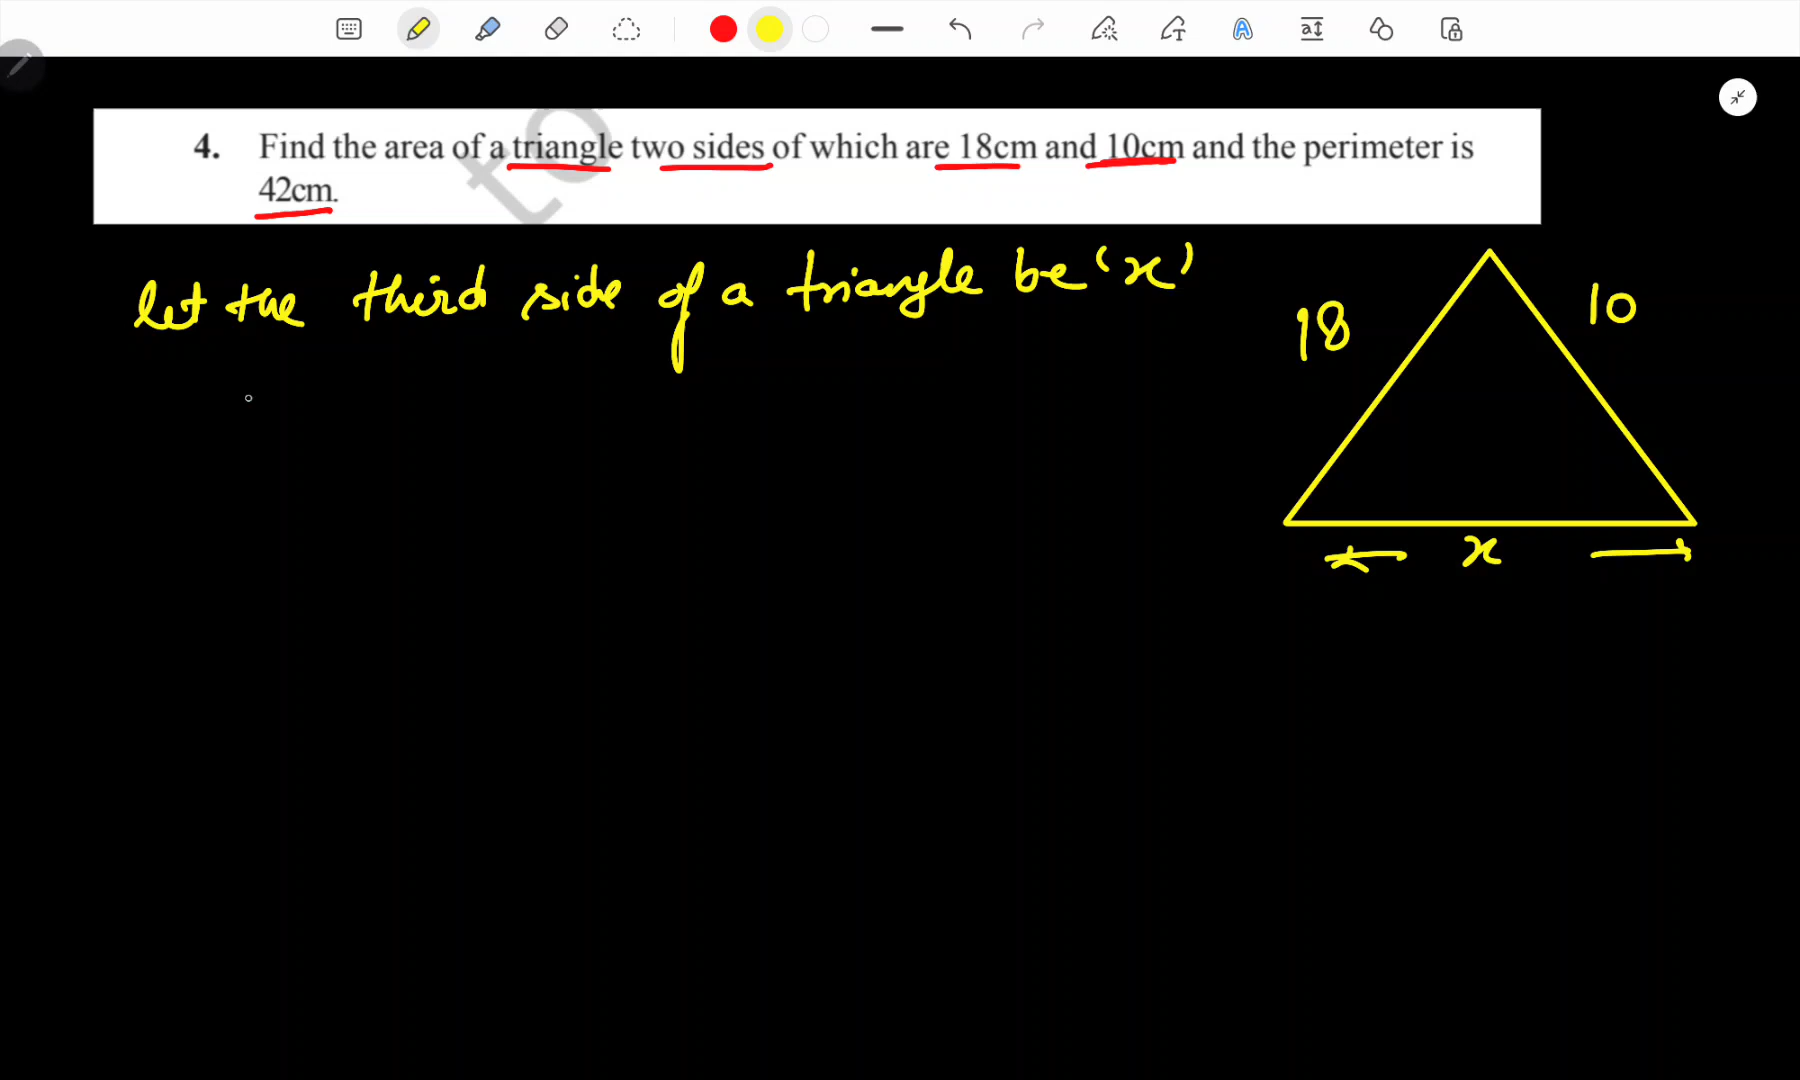 4. Find the area of a triangle two sides of which are 18cm and 10cm and the perimeter is
42cm.
to
let the third side of a triangle be 'x'
18
10
x